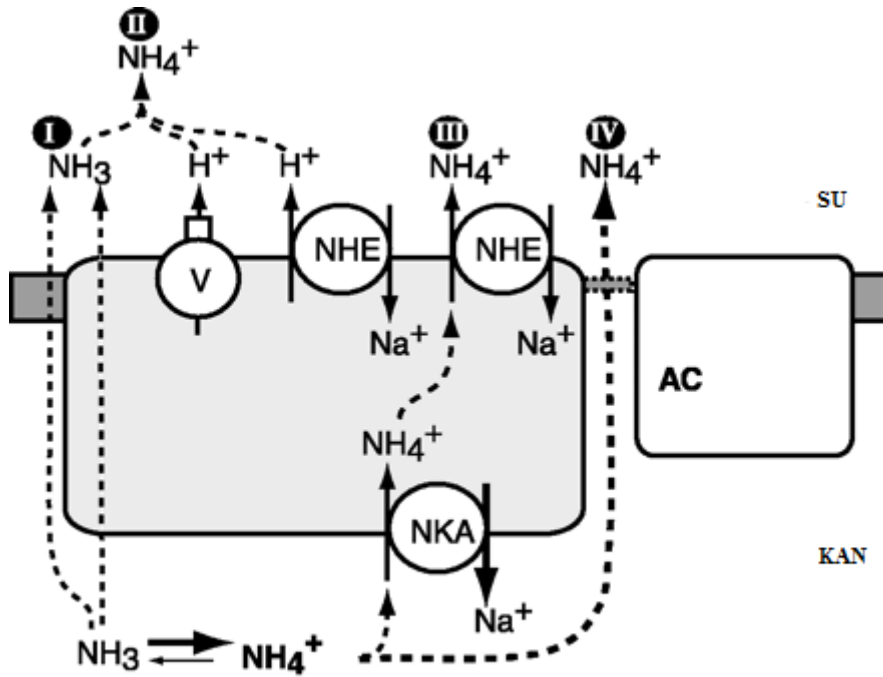 II
NH₄⁺
I
III
IV
NH₃
H⁺
H⁺
NH₄⁺
NH₄⁺
SU
V
NHE
NHE
Na⁺
Na⁺
AC
NH₄⁺
NKA
KAN
Na⁺
NH₃
NH₄⁺